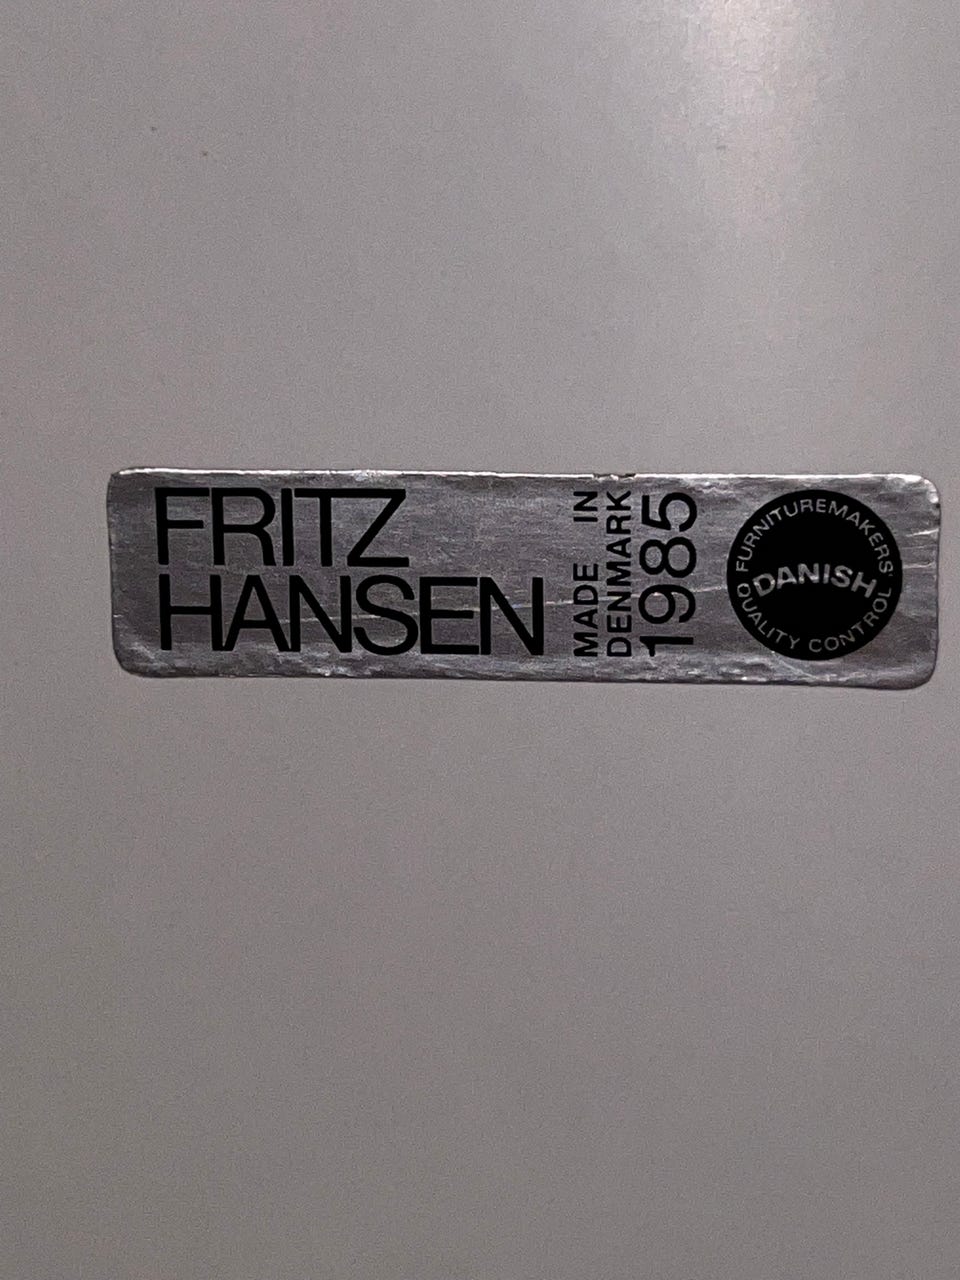 FRITZ
HANSEN
MADE IN
DENMARK
1985
FURNITUREMAKERS'
DANISH
QUALITY CONTROL